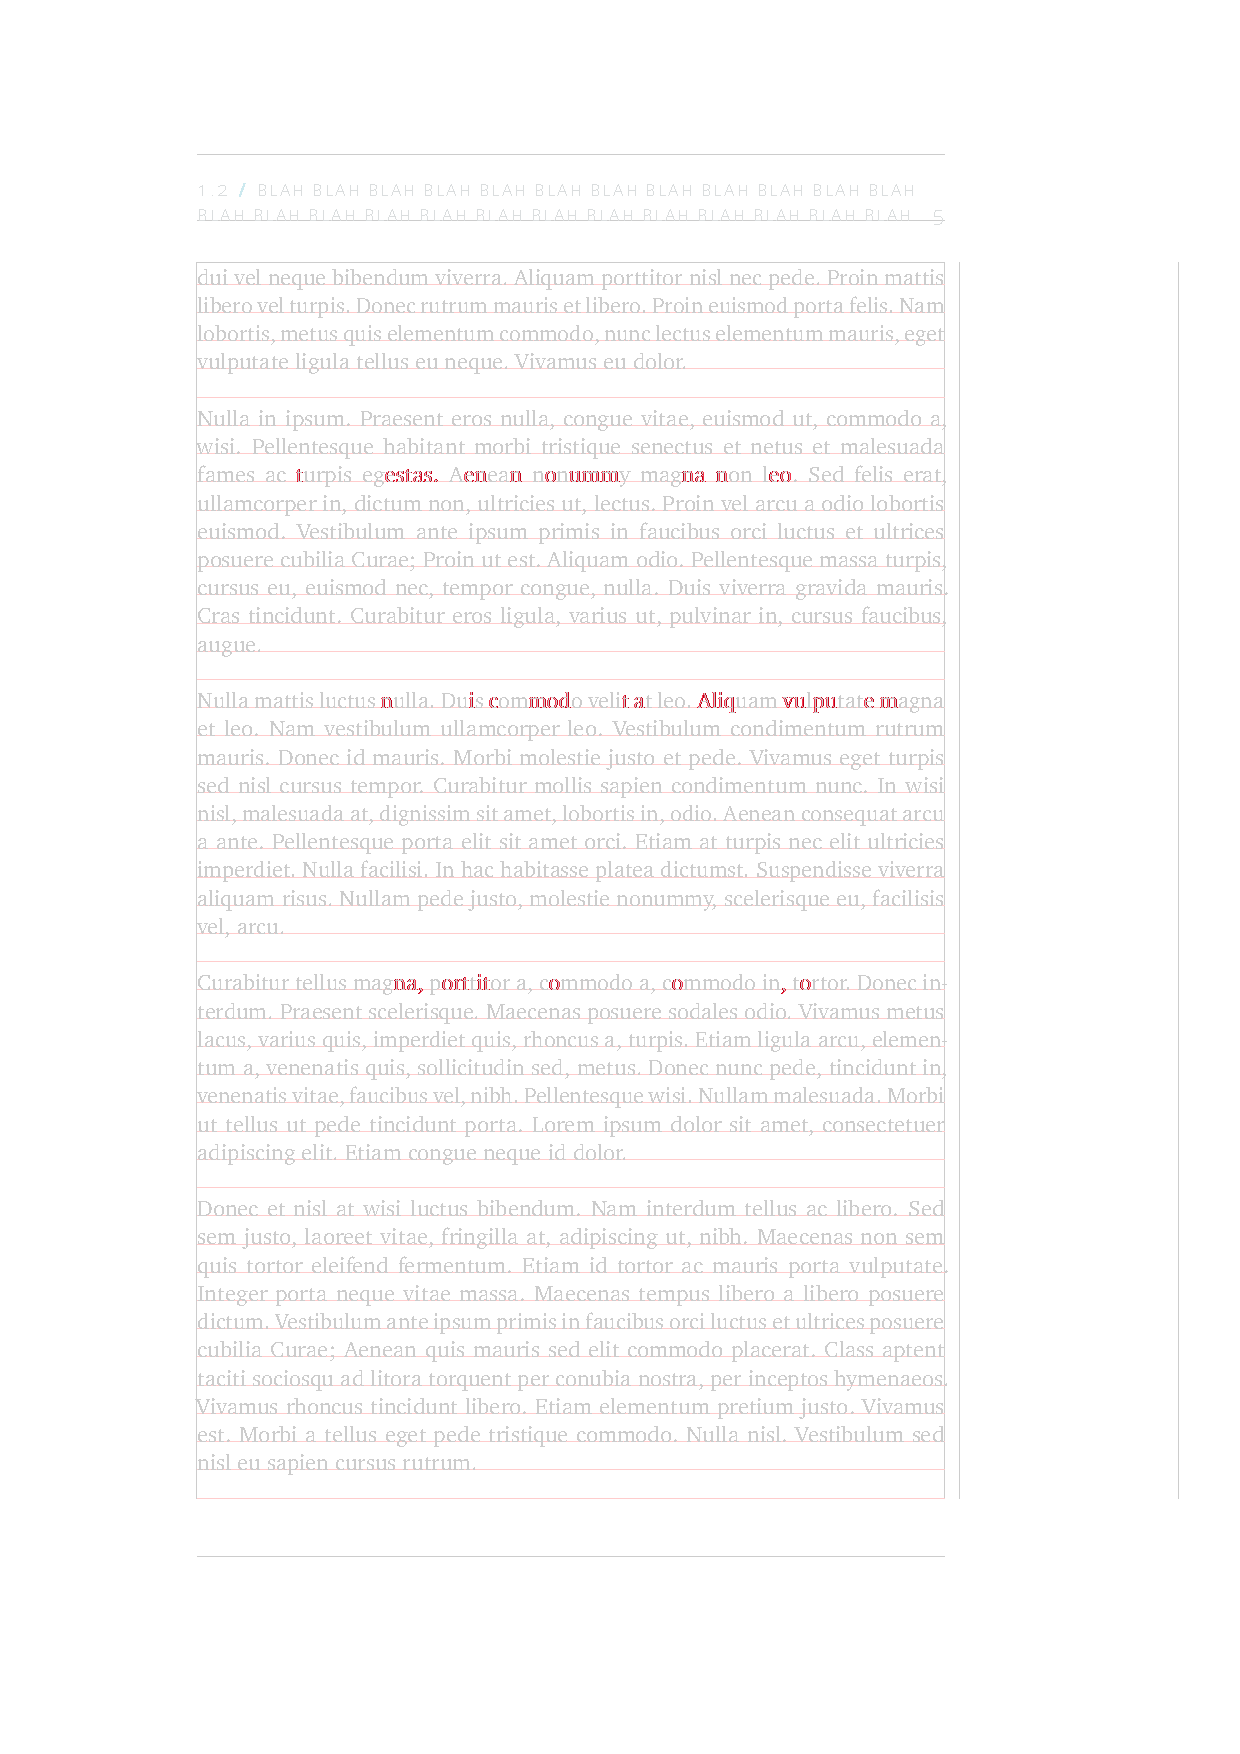 1.2 / BLAH BLAH BLAH BLAH BLAH BLAH BLAH BLAH BLAH BLAH BLAH BLAH
BLAH BLAH BLAH BLAH BLAH BLAH BLAH BLAH BLAH BLAH BLAH BLAH BLAH 5
dui vel neque bibendum viverra. Aliquam porttitor nisl nec pede. Proin mattis
libero vel turpis. Donec rutrum mauris et libero. Proin euismod porta felis. Nam
lobortis, metus quis elementum commodo, nunc lectus elementum mauris, eget
vulputate ligula tellus eu neque. Vivamus eu dolor.
Nulla in ipsum. Praesent eros nulla, congue vitae, euismod ut, commodo a,
wisi. Pellentesque habitant morbi tristique senectus et netus et malesuada
fames ac turpis egestas. Aenean nonummy magna non leo. Sed felis erat,
ullamcorper in, dictum non, ultricies ut, lectus. Proin vel arcu a odio lobortis
euismod. Vestibulum ante ipsum primis in faucibus orci luctus et ultrices
posuere cubilia Curae; Proin ut est. Aliquam odio. Pellentesque massa turpis,
cursus eu, euismod nec, tempor congue, nulla. Duis viverra gravida mauris.
Cras tincidunt. Curabitur eros ligula, varius ut, pulvinar in, cursus faucibus,
augue.
Nulla mattis luctus nulla. Duis commodo velit at leo. Aliquam vulputate magna
et leo. Nam vestibulum ullamcorper leo. Vestibulum condimentum rutrum
mauris. Donec id mauris. Morbi molestie justo et pede. Vivamus eget turpis
sed nisl cursus tempor. Curabitur mollis sapien condimentum nunc. In wisi
nisl, malesuada at, dignissim sit amet, lobortis in, odio. Aenean consequat arcu
a ante. Pellentesque porta elit sit amet orci. Etiam at turpis nec elit ultricies
imperdiet. Nulla facilisi. In hac habitasse platea dictumst. Suspendisse viverra
aliquam risus. Nullam pede justo, molestie nonummy, scelerisque eu, facilisis
vel, arcu.
Curabitur tellus magna, porttitor a, commodo a, commodo in, tortor. Donec in-
terdum. Praesent scelerisque. Maecenas posuere sodales odio. Vivamus metus
lacus, varius quis, imperdiet quis, rhoncus a, turpis. Etiam ligula arcu, elemen-
tum a, venenatis quis, sollicitudin sed, metus. Donec nunc pede, tincidunt in,
venenatis vitae, faucibus vel, nibh. Pellentesque wisi. Nullam malesuada. Morbi
ut tellus ut pede tincidunt porta. Lorem ipsum dolor sit amet, consectetuer
adipiscing elit. Etiam congue neque id dolor.
Donec et nisl at wisi luctus bibendum. Nam interdum tellus ac libero. Sed
sem justo, laoreet vitae, fringilla at, adipiscing ut, nibh. Maecenas non sem
quis tortor eleifend fermentum. Etiam id tortor ac mauris porta vulputate.
Integer porta neque vitae massa. Maecenas tempus libero a libero posuere
dictum. Vestibulum ante ipsum primis in faucibus orci luctus et ultrices posuere
cubilia Curae; Aenean quis mauris sed elit commodo placerat. Class aptent
taciti sociosqu ad litora torquent per conubia nostra, per inceptos hymenaeos.
Vivamus rhoncus tincidunt libero. Etiam elementum pretium justo. Vivamus
est. Morbi a tellus eget pede tristique commodo. Nulla nisl. Vestibulum sed
nisl eu sapien cursus rutrum.